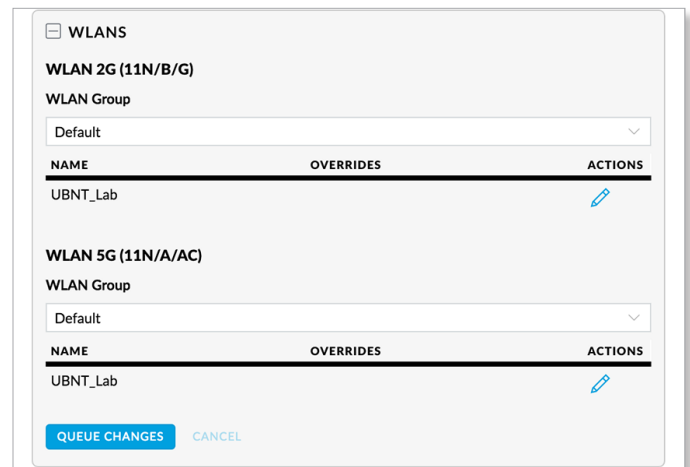 WLANS
WLAN 2G (11N/B/G)
WLAN Group
Default
NAME OVERRIDES ACTIONS
UBNT_Lab
WLAN 5G (11N/A/AC)
WLAN Group
Default
NAME OVERRIDES ACTIONS
UBNT_Lab
QUEUE CHANGES CANCEL